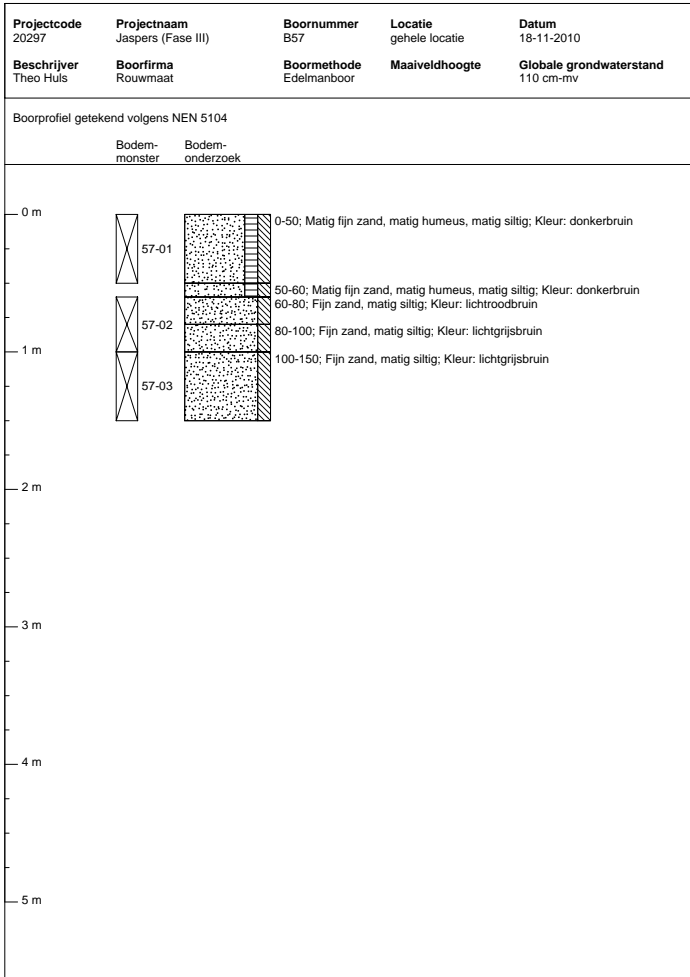 Projectcode Projectnaam Boornummer Locatie Datum
20297 Jaspers (Fase III) B57 gehele locatie 18-11-2010
Beschrijver Boorfirma Boormethode Maaiveldhoogte Globale grondwaterstand
Theo Huls Rouwmaat Edelmanboor 110 cm-mv
Boorprofiel getekend volgens NEN 5104
Bodem- Bodem-
monster onderzoek
0 m
0-50; Matig fijn zand, matig humeus, matig siltig; Kleur: donkerbruin
57-01
50-60; Matig fijn zand, matig humeus, matig siltig; Kleur: donkerbruin
60-80; Fijn zand, matig siltig; Kleur: lichtroodbruin
57-02
80-100; Fijn zand, matig siltig; Kleur: lichtgrijsbruin
1 m
100-150; Fijn zand, matig siltig; Kleur: lichtgrijsbruin
57-03
2 m
3 m
4 m
5 m